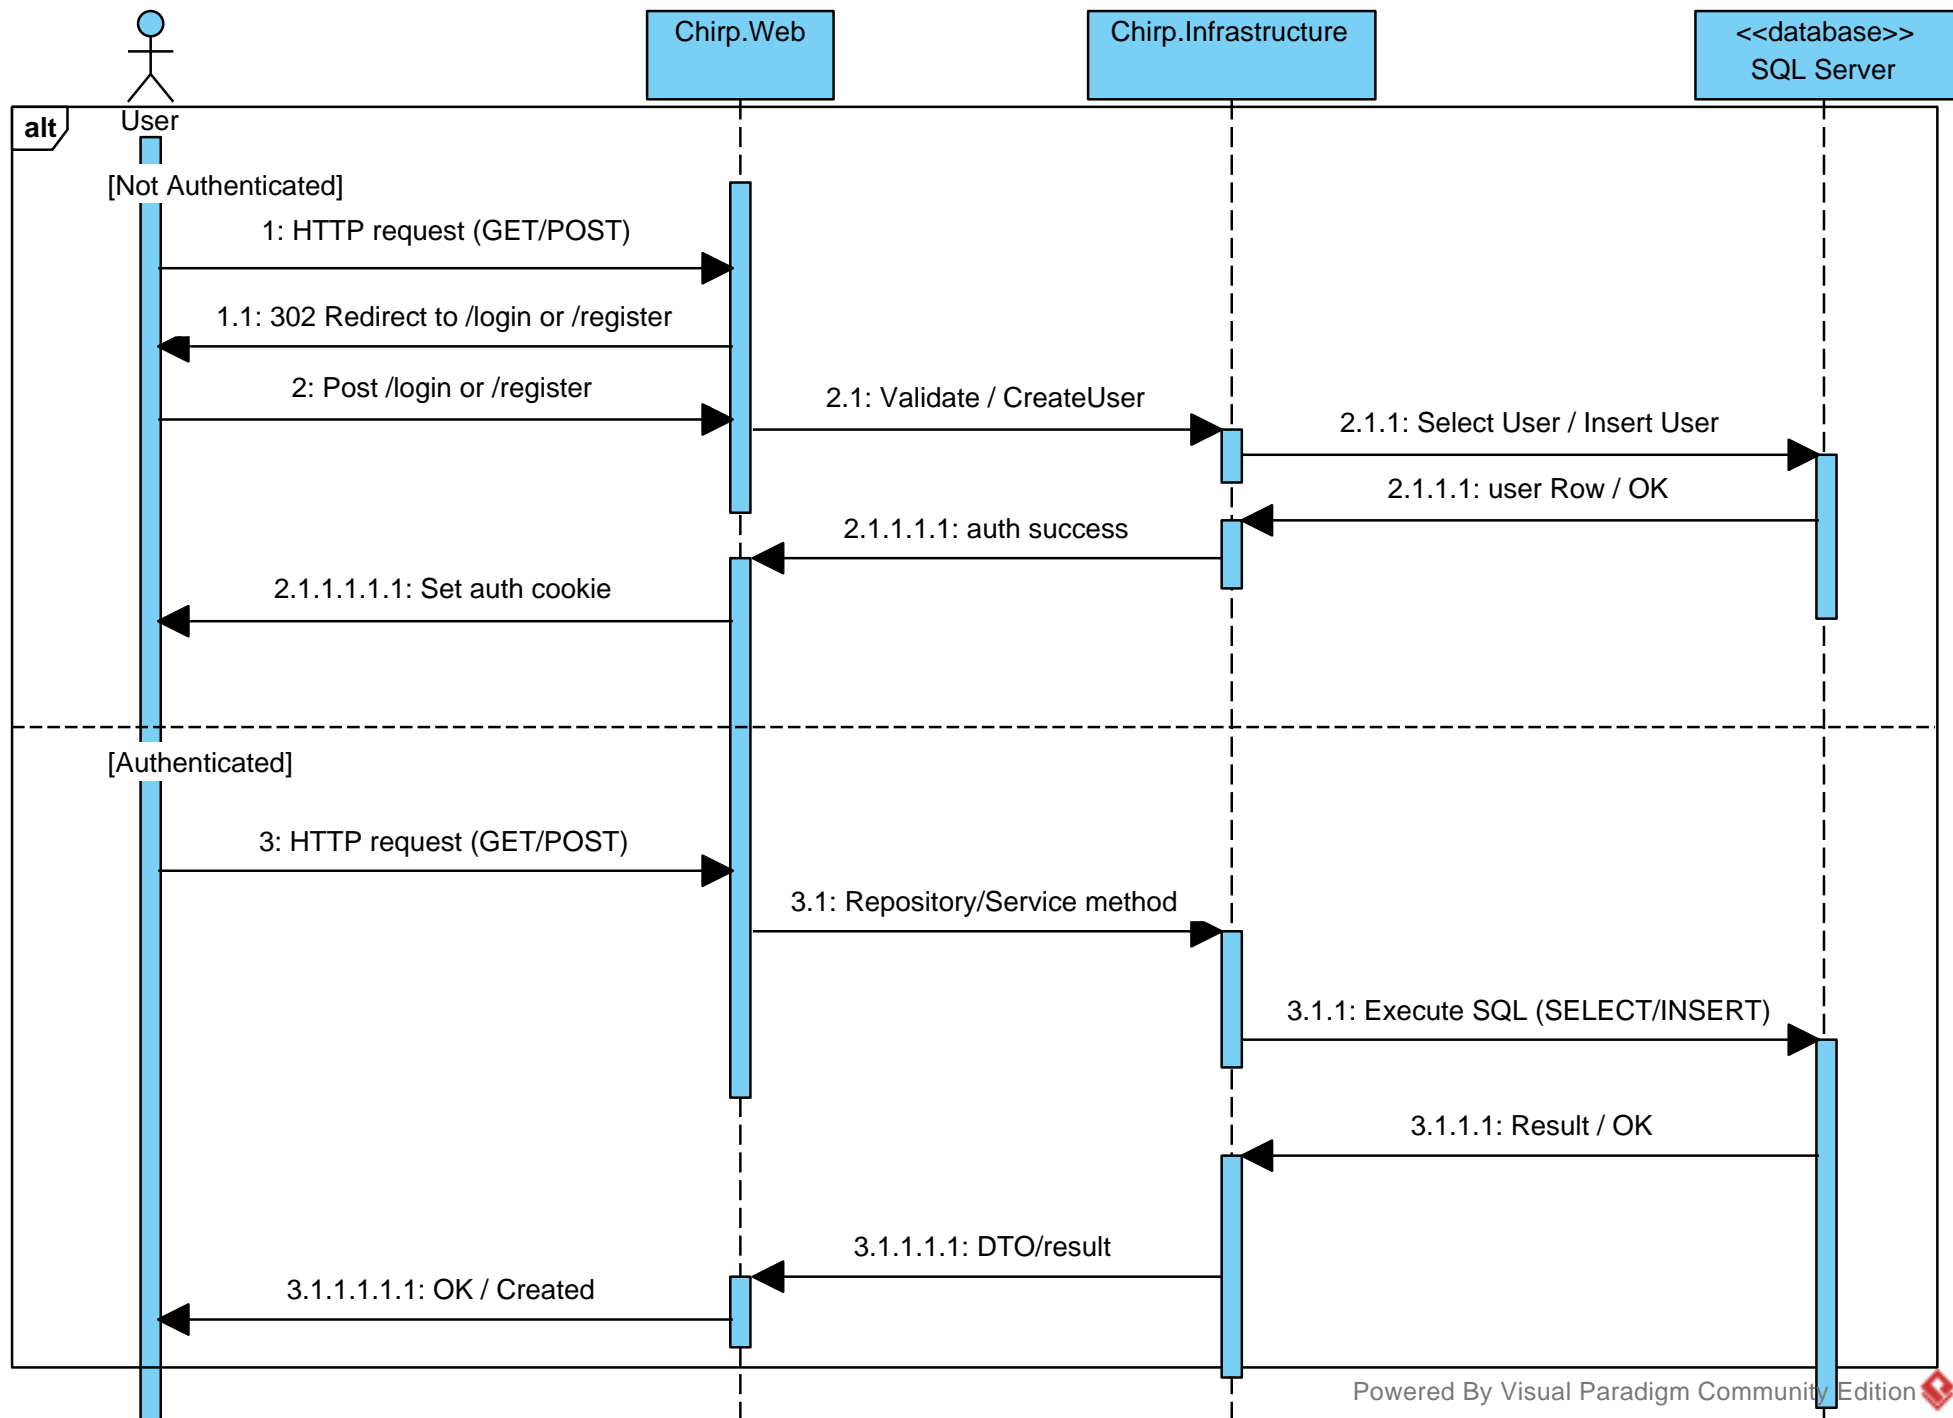 Chirp.Web
Chirp.Infrastructure
<<database>>
SQL Server
alt
User
[Not Authenticated]
1: HTTP request (GET/POST)
1.1: 302 Redirect to /login or /register
2: Post /login or /register
2.1: Validate / CreateUser
2.1.1: Select User / Insert User
2.1.1.1: user Row / OK
2.1.1.1.1: auth success
2.1.1.1.1.1: Set auth cookie
[Authenticated]
3: HTTP request (GET/POST)
3.1: Repository/Service method
3.1.1: Execute SQL (SELECT/INSERT)
3.1.1.1: Result / OK
3.1.1.1.1: DTO/result
3.1.1.1.1.1: OK / Created
Powered By Visual Paradigm Community Edition